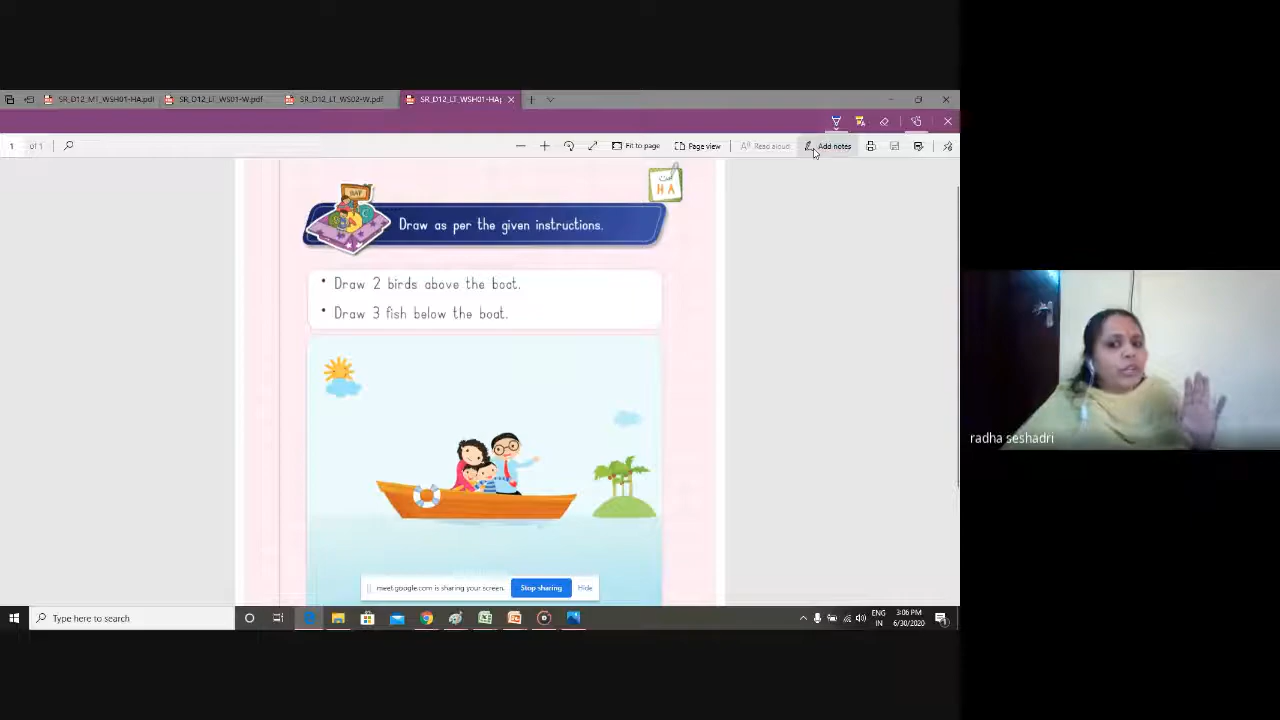 SR_D12_MT_WSH01-HA.pdf
SR_D12_LT_WS01-W.pdf
SR_D12_LT_WS02-W.pdf
SR_D12_LT_WSH01-HA
1 of 1
Fit to page
Page view
Read aloud
Add notes
HA
Draw as per the given instructions.
• Draw 2 birds above the boat.
• Draw 3 fish below the boat.
radha seshadri
meet.google.com is sharing your screen.
Stop sharing
Hide
Type here to search
ENG
IN
3:06 PM
6/30/2020